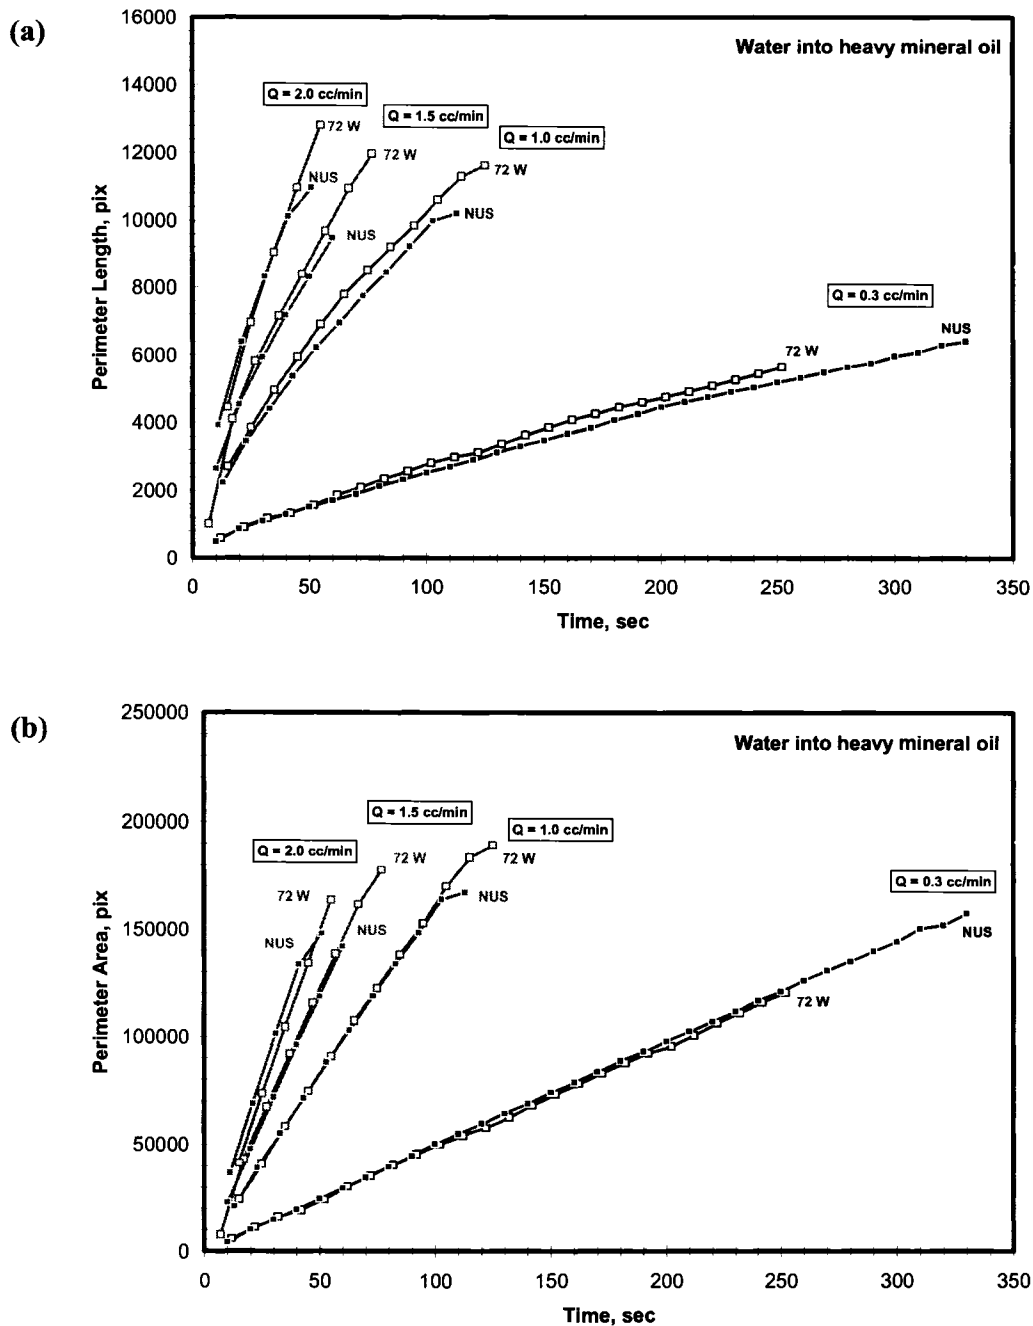 (a)
16000
Water into heavy mineral oil
14000
Q = 2.0 cc/min
Q = 1.5 cc/min
72 W
Q = 1.0 cc/min
12000
72 W
72 W
NUS
NUS
10000
NUS
Perimeter Length, pix
8000
Q = 0.3 cc/min
NUS
6000
72 W
4000
2000
0
0 50 100 150 200 250 300 350
Time, sec
(b)
250000
Water into heavy mineral oil
200000
Q = 1.5 cc/min
Q = 1.0 cc/min
Q = 2.0 cc/min
72 W
72 W
Q = 0.3 cc/min
72 W
NUS
150000
NUS
NUS
NUS
Perimeter Area, pix
72 W
100000
50000
0
0 50 100 150 200 250 300 350
Time, sec